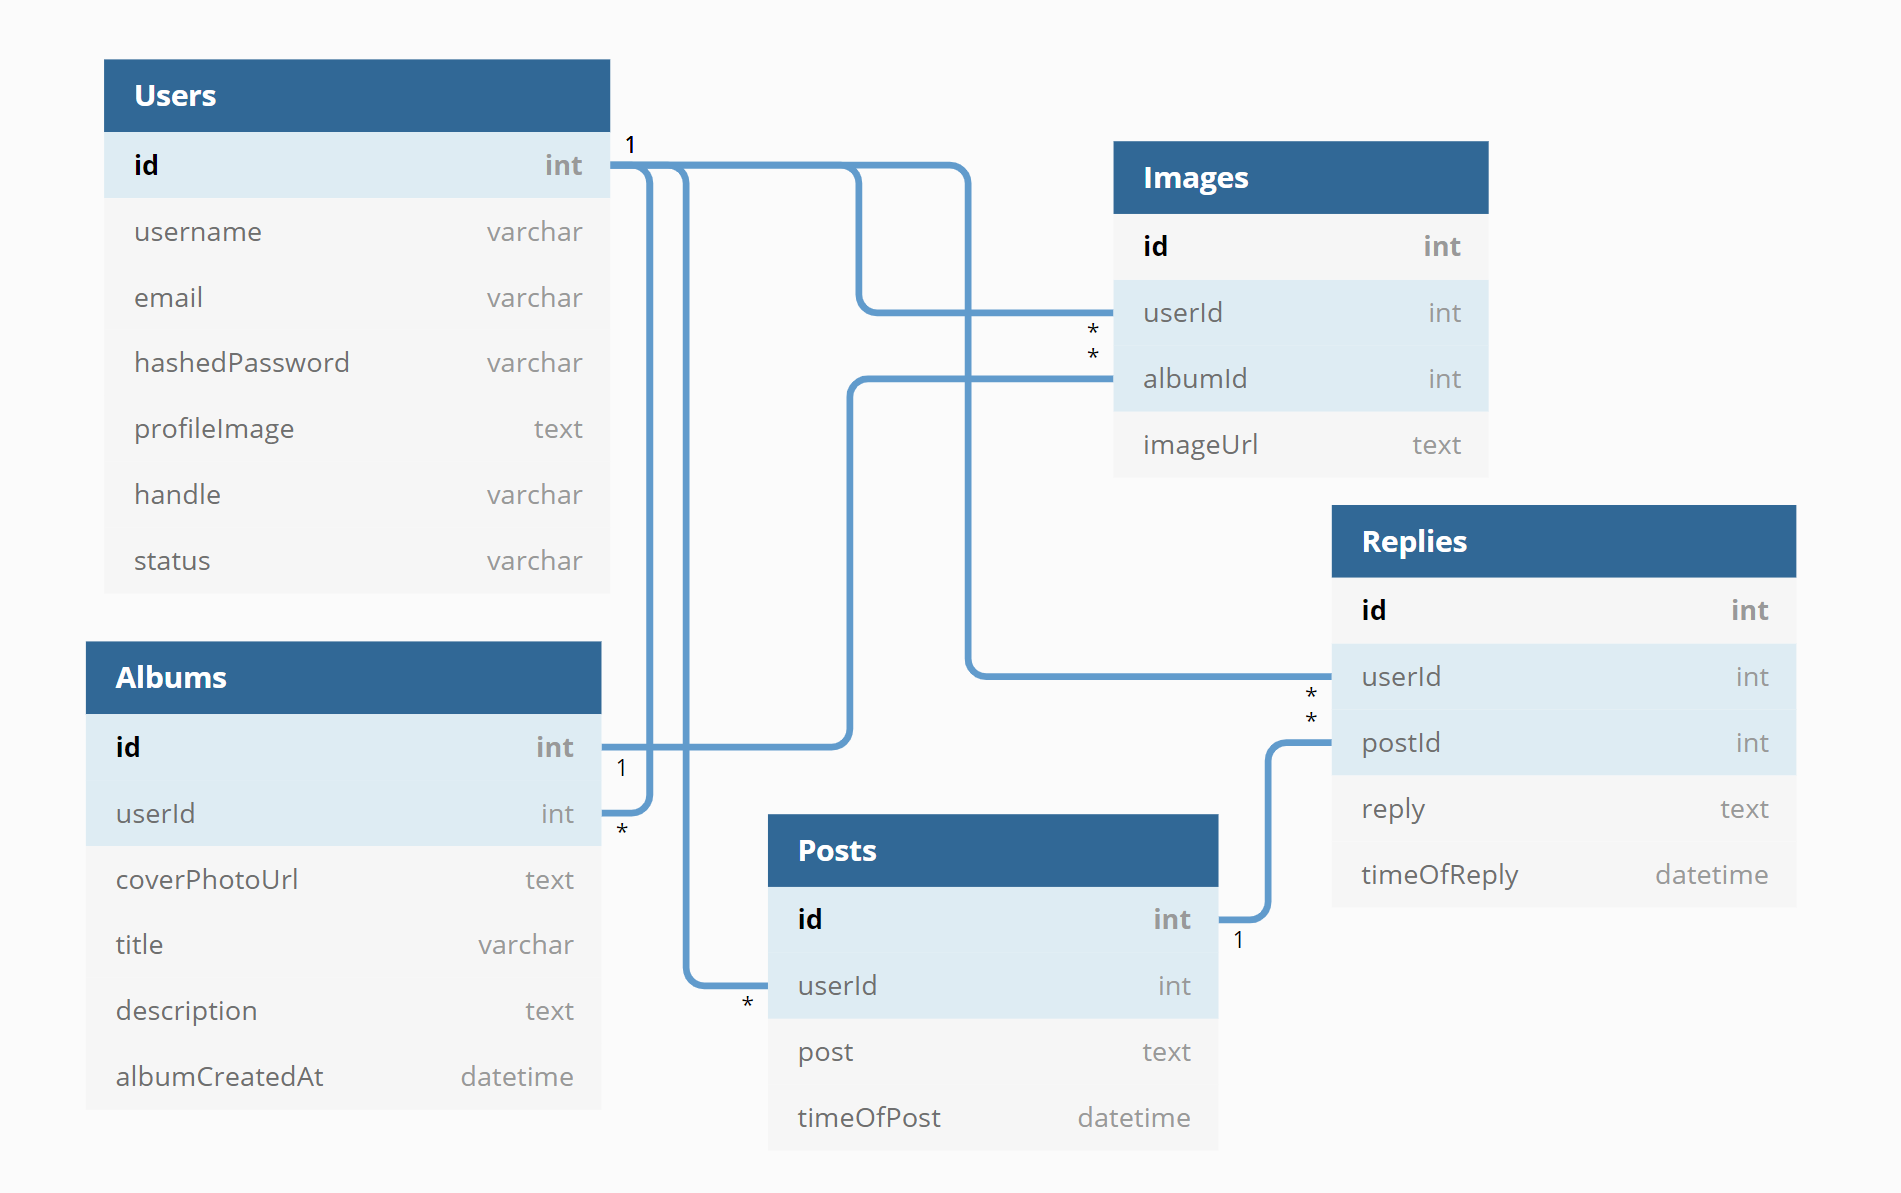 Users
id int
username varchar
email varchar
hashedPassword varchar
profileImage text
handle varchar
status varchar
1
Images
id int
userId int
albumId int
imageUrl text
*
*
Replies
id int
userId int
postId int
reply text
timeOfReply datetime
*
*
Albums
id int
userId int
coverPhotoUrl text
title varchar
description text
albumCreatedAt datetime
1
*
Posts
id int
userId int
post text
timeOfPost datetime
1
*